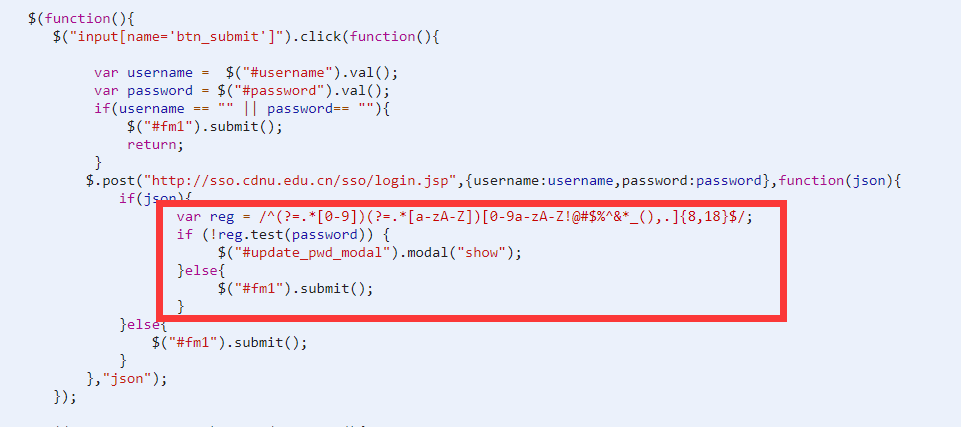 $(function(){
$("input[name='btn_submit']").click(function(){
var username =  $("#username").val();
var password = $("#password").val();
if(username == "" || password== ""){
$("#fm1").submit();
return;
}
$.post("http://sso.cdnu.edu.cn/sso/login.jsp",{username:username,password:password},function(json){
if(json){
var reg = /^(?=.*[0-9])(?=.*[a-zA-Z])[0-9a-zA-Z!@#$%^&*_(),.]{8,18}$/;
if (!reg.test(password)) {
$("#update_pwd_modal").modal("show");
}else{
$("#fm1").submit();
}
}else{
$("#fm1").submit();
}
},"json");
});